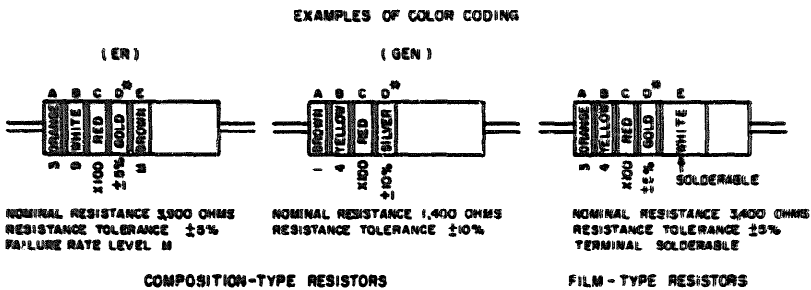 EXAMPLES OF COLOR CODING
(ER)
A B C D* E
ORANGE WHITE RED GOLD BROWN
3 9 X100 ±5% M
NOMINAL RESISTANCE 3,900 OHMS
RESISTANCE TOLERANCE ±5%
FAILURE RATE LEVEL M
(GEN)
A B C D*
BROWN YELLOW RED SILVER
1 4 X100 ±10%
NOMINAL RESISTANCE 1,400 OHMS
RESISTANCE TOLERANCE ±10%
COMPOSITION-TYPE RESISTORS
A B C D* E
ORANGE YELLOW RED GOLD WHITE
3 4 X100 ±5%
SOLDERABLE
NOMINAL RESISTANCE 3,400 OHMS
RESISTANCE TOLERANCE ±5%
TERMINAL SOLDERABLE
FILM-TYPE RESISTORS